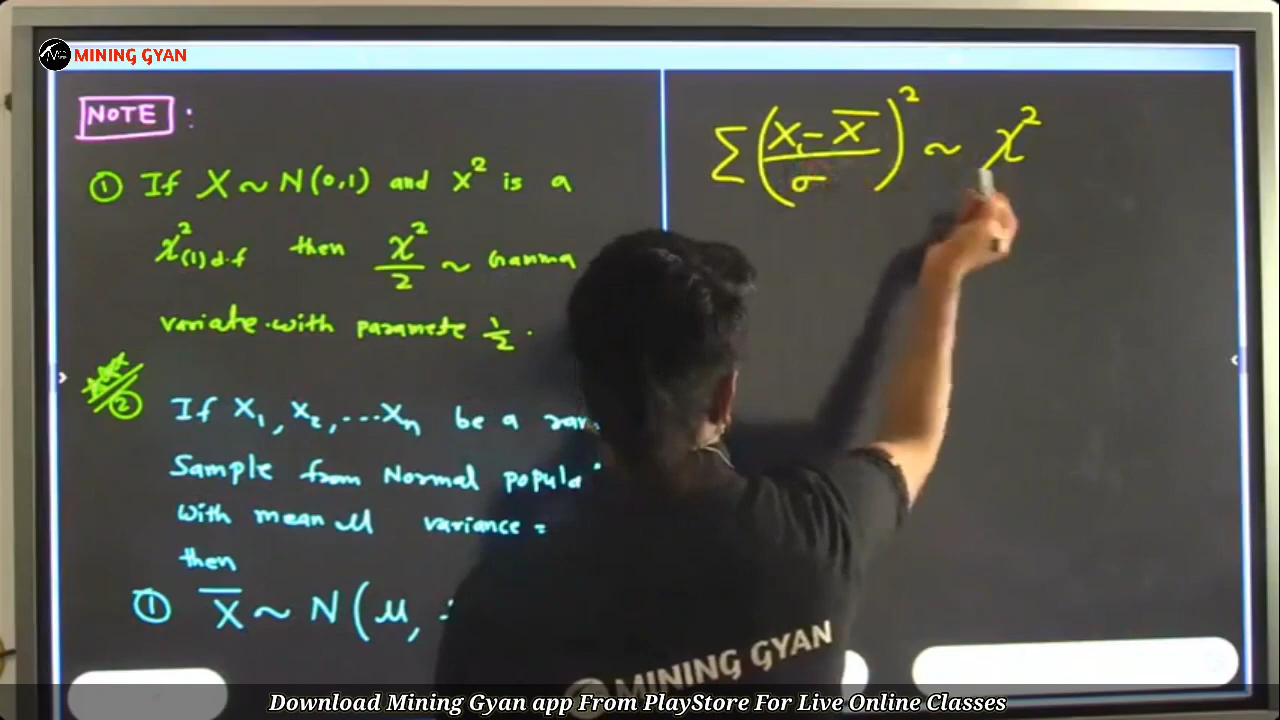 MINING GYAN
NOTE :
① If X ~ N(0,1) and X² is a
χ²(1)d.f then χ²/2 ~ Gamma
variate with paramete 1/2 .
② If X₁, X₂, ...Xₙ be a
Sample from Normal popula
with mean μ variance =
then
① X̅ ~ N(μ,
Σ(Xᵢ - X̅/σ)² ~ χ²
MINING GYAN
Download Mining Gyan app From PlayStore For Live Online Classes